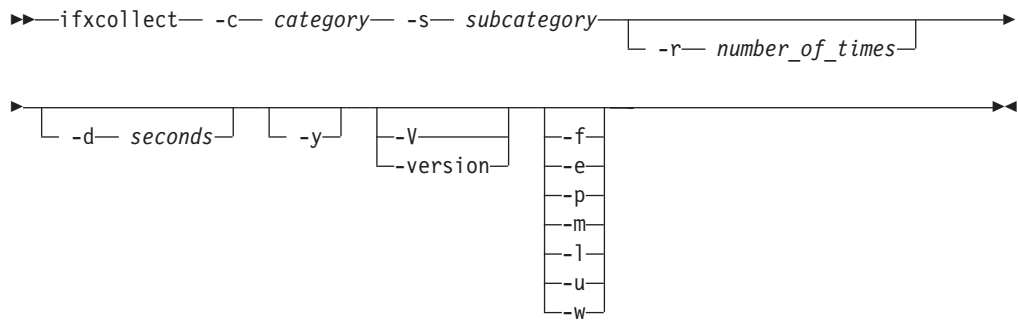 ifxcollect -c category -s subcategory
-r number_of_times
-d seconds
-y
-V
-version
-f
-e
-p
-m
-l
-u
-w